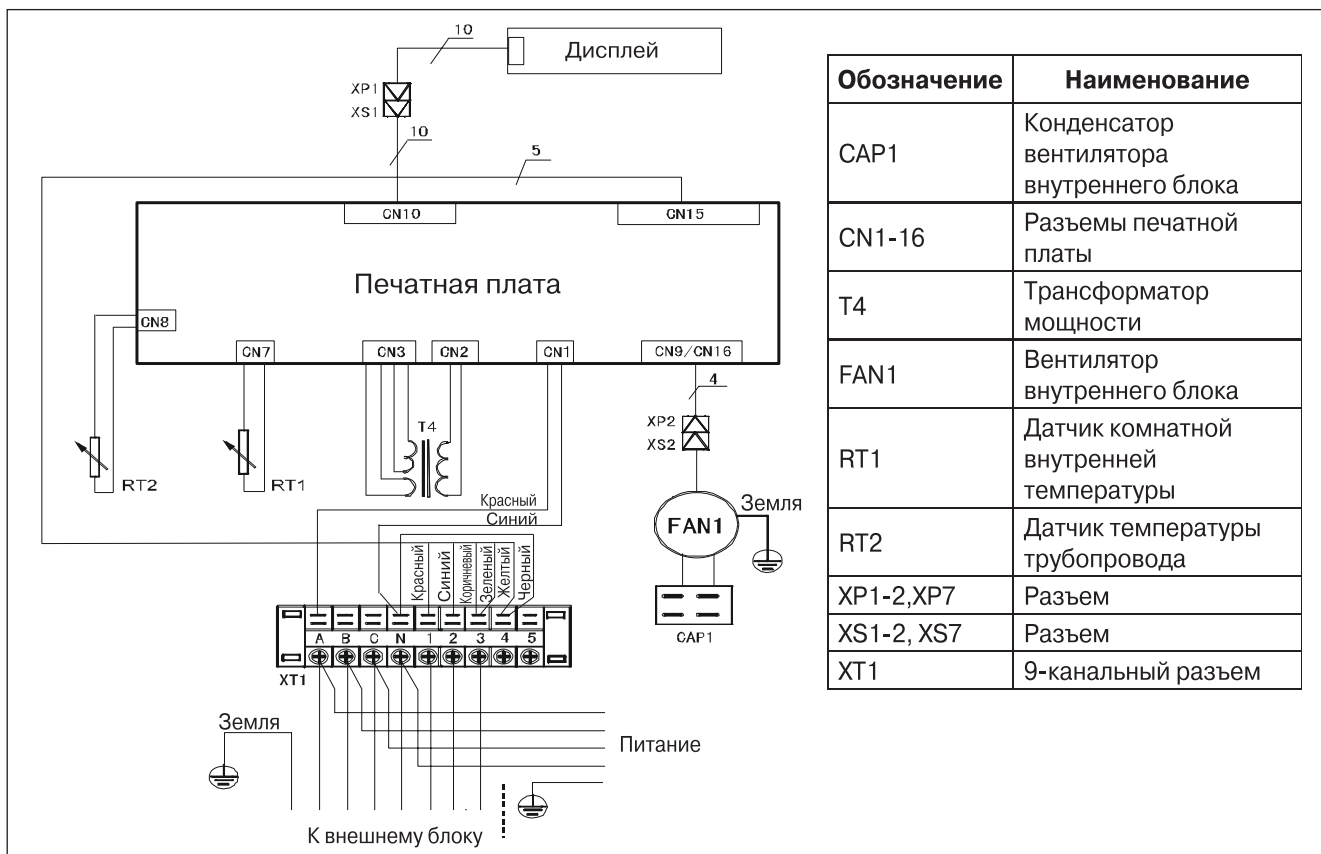 10
Дисплей
XP1
XS1
10
5
CN10
CN15
Печатная плата
CN8
CN7
CN3
CN2
CN1
CN9/CN16
4
XP2
XS2
T4
RT2
RT1
Красный
Синий
FAN1
Земля
Красный
Синий
Коричневый
Зеленый
Желтый
Черный
CAP1
A B C N 1 2 3 4 5
XT1
Земля
Питание
К внешнему блоку
Обозначение Наименование
CAP1
Конденсатор
вентилятора
внутреннего блока
CN1-16
Разъемы печатной
платы
T4
Трансформатор
мощности
FAN1
Вентилятор
внутреннего блока
RT1
Датчик комнатной
внутренней
температуры
RT2
Датчик температуры
трубопровода
XP1-2,XP7 Разъем
XS1-2, XS7 Разъем
XT1 9-канальный разъем